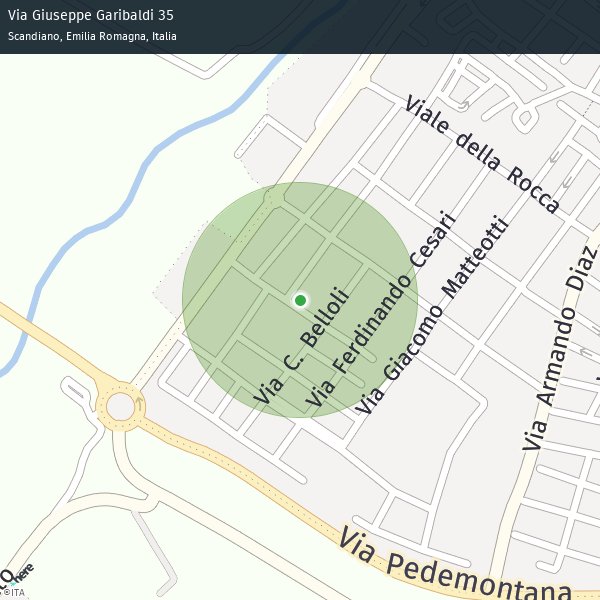 Via Giuseppe Garibaldi 35
Scandiano, Emilia Romagna, Italia
Viale della Rocca
Via C. Belloli
Via Ferdinando Cesari
Via Giacomo Matteotti
Via Armando Diaz
Via Pedemontana
here
©ITA